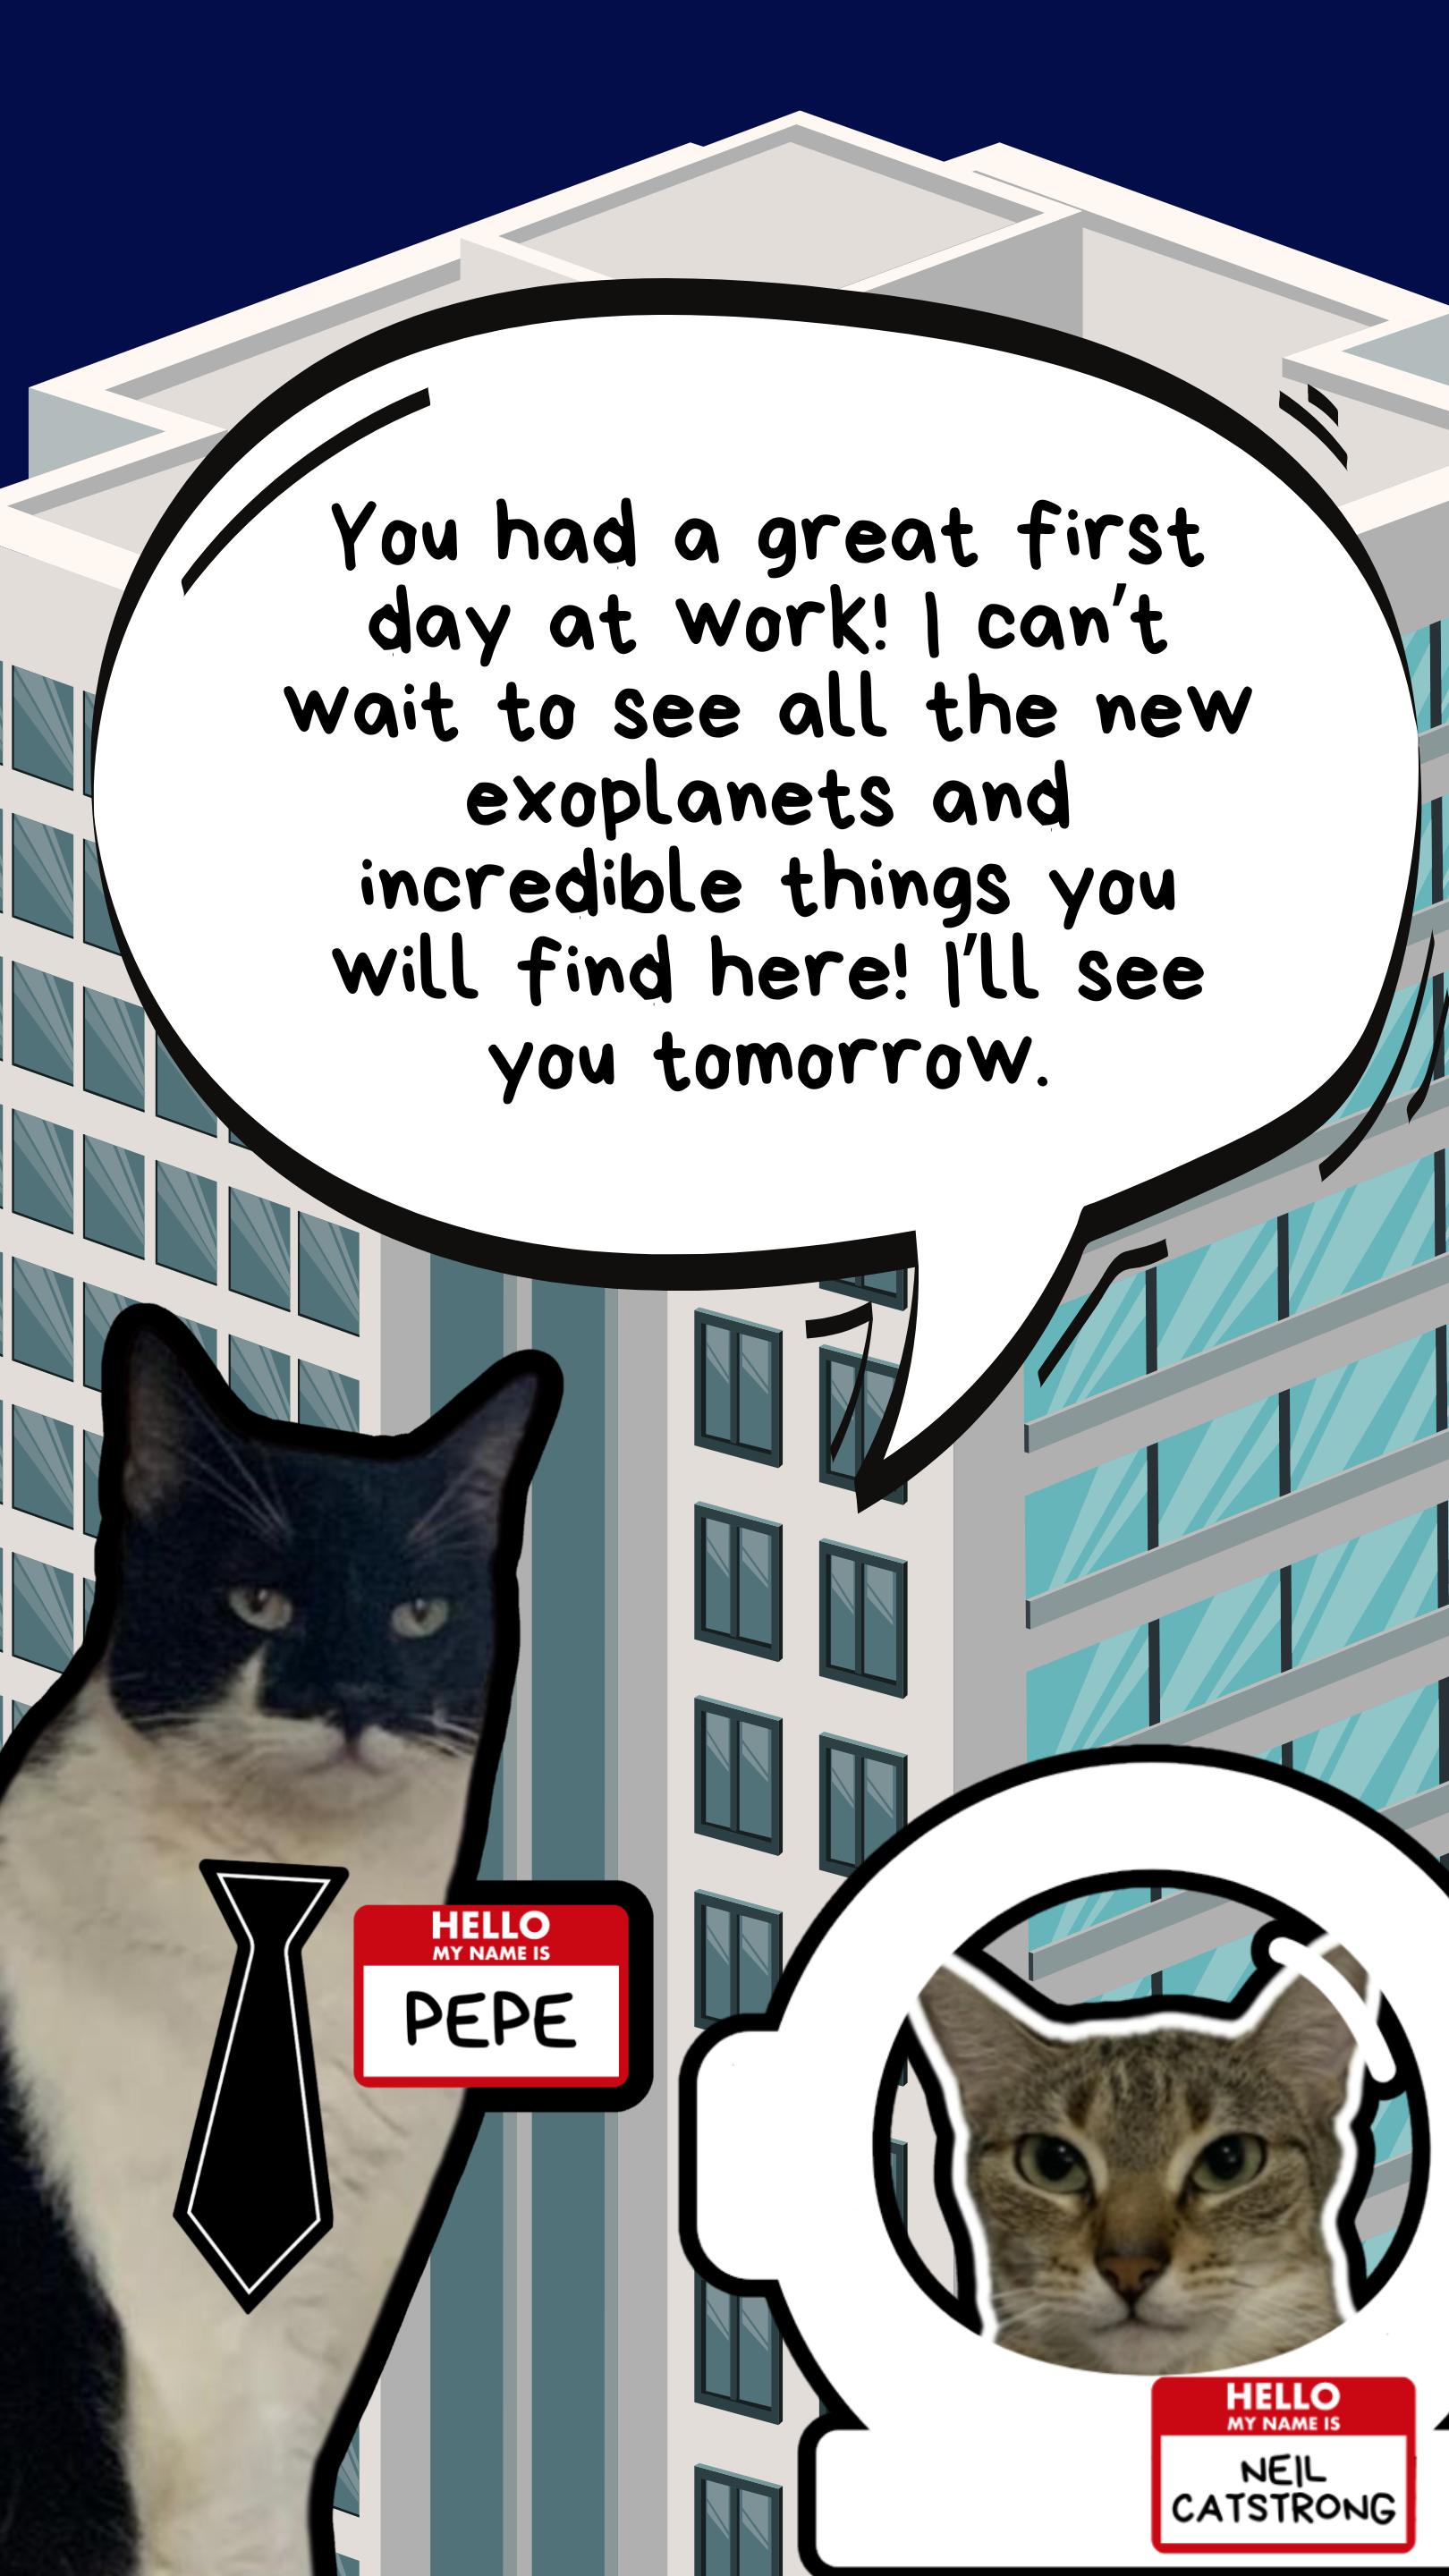 You had a great first
day at work! I can't
wait to see all the new
exoplanets and
incredible things you
will find here! I'll see
you tomorrow.
HELLO
MY NAME IS
PEPE
HELLO
MY NAME IS
NEIL
CATSTRONG